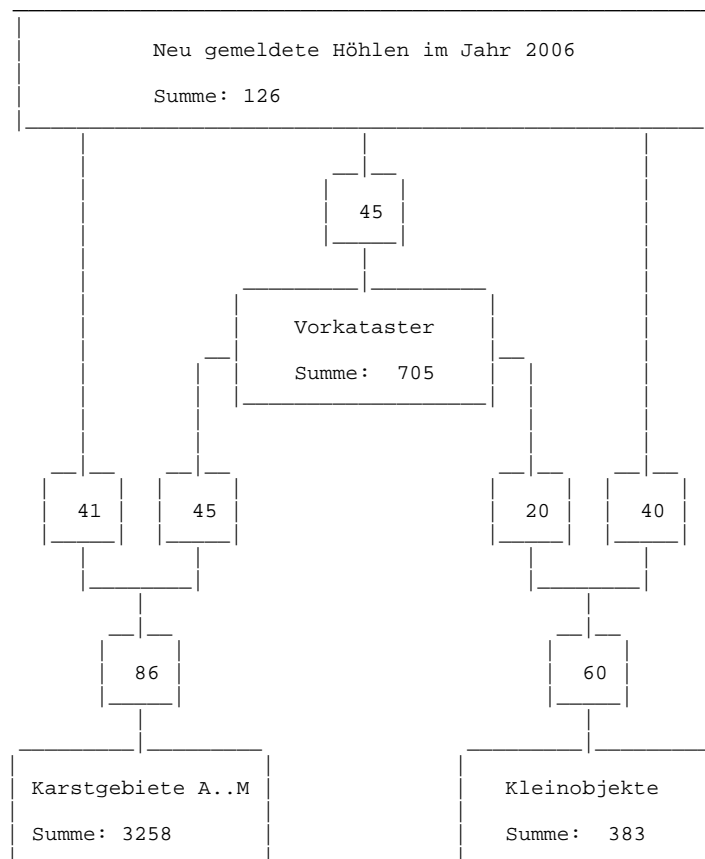 Neu gemeldete Höhlen im Jahr 2006
Summe: 126
45
Vorkataster
Summe: 705
41
45
20
40
86
60
Karstgebiete A..M
Summe: 3258
Kleinobjekte
Summe: 383